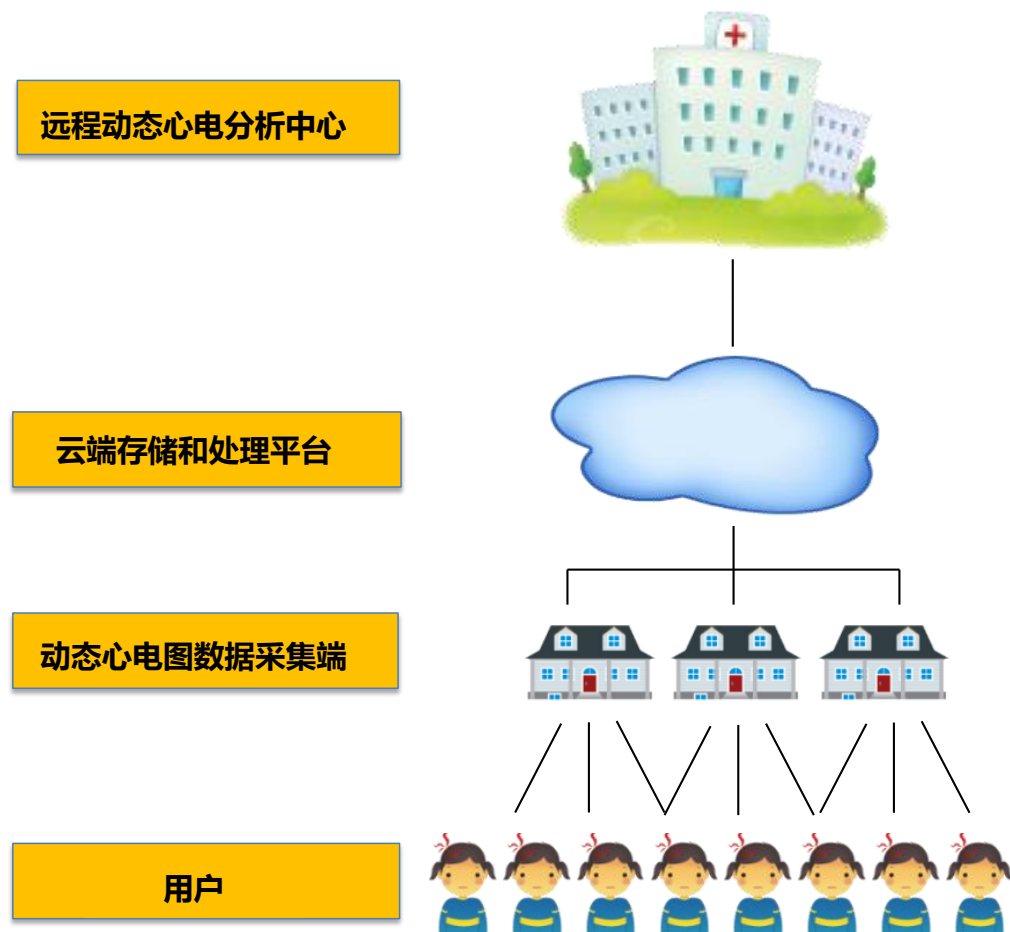 远程动态心电分析中心
云端存储和处理平台
动态心电图数据采集端
用户